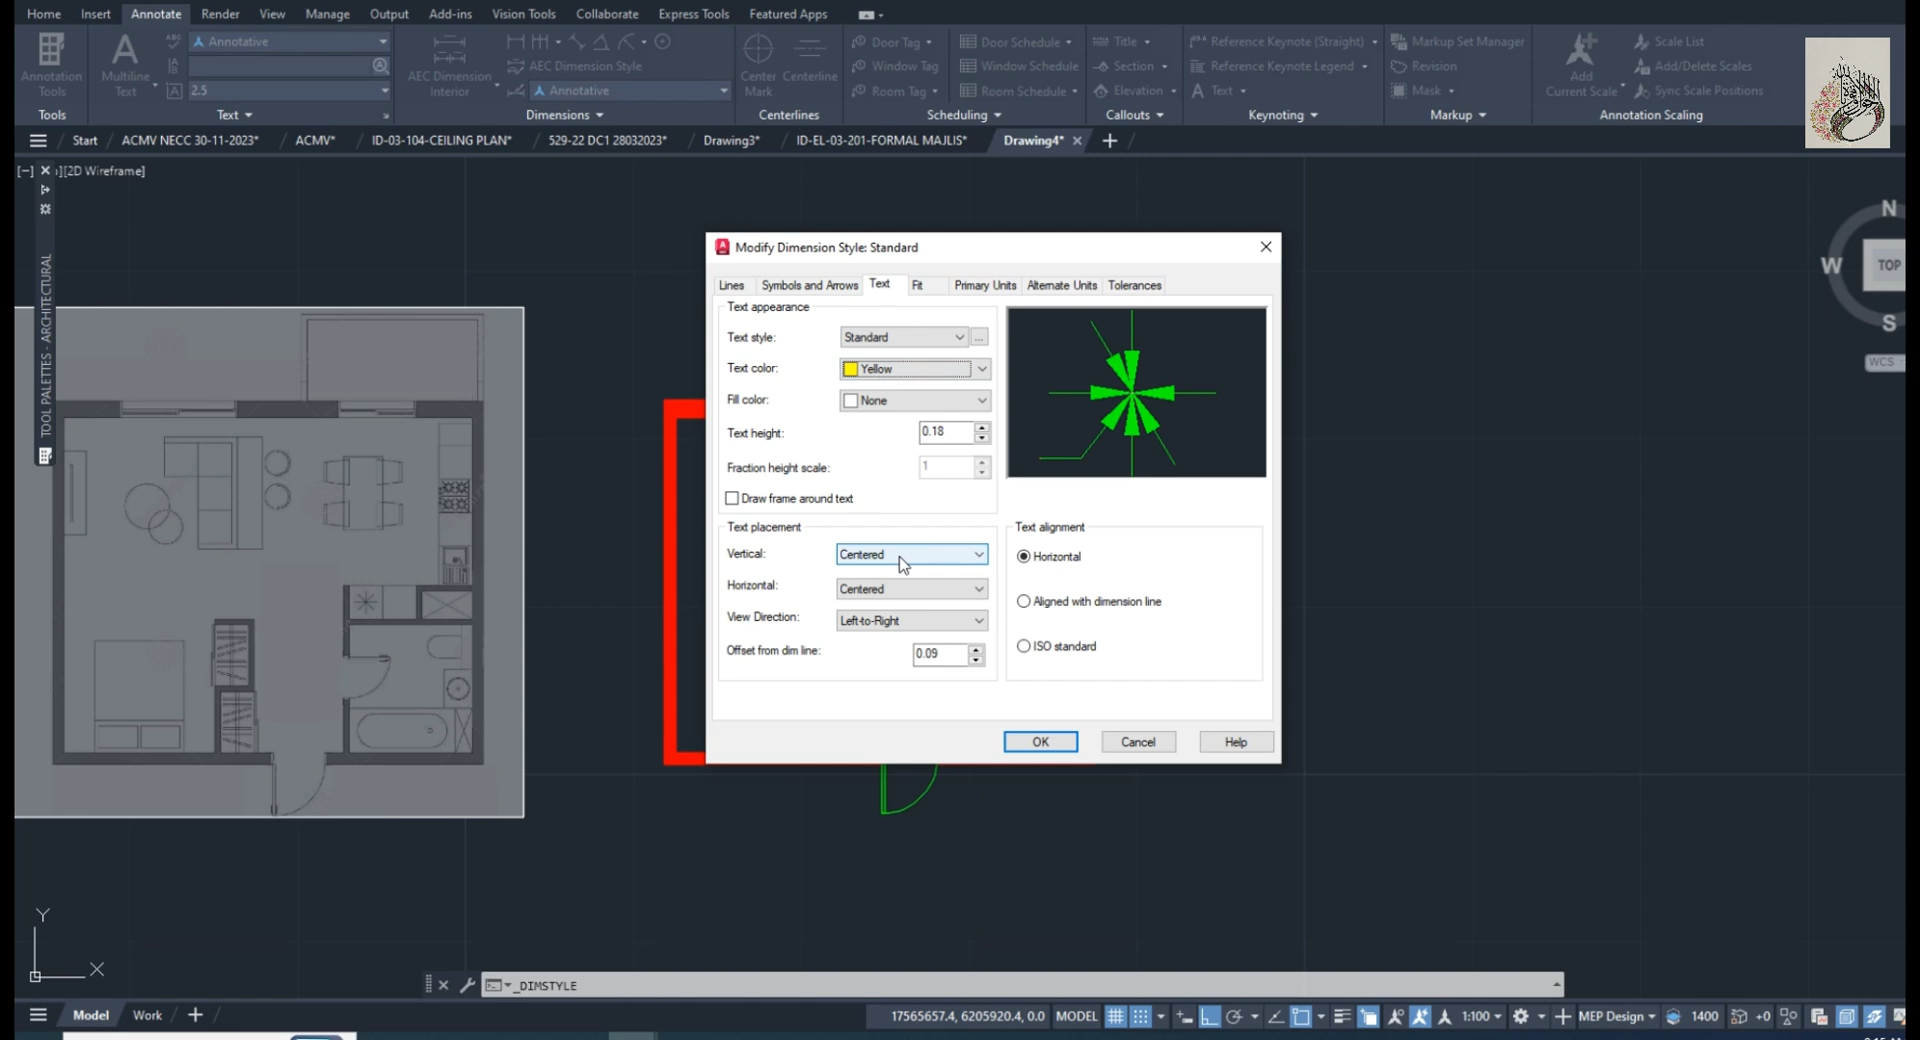 Home Insert Annotate Render View Manage Output Add-ins Vision Tools Collaborate Express Tools Featured Apps
Annotation Tools
Tools
Multiline Text
Annotative
2.5
Text
AEC Dimension Interior
AEC Dimension Style
Annotative
Dimensions
Center Mark
Centerline
Centerlines
Door Tag
Window Tag
Room Tag
Door Schedule
Window Schedule
Room Schedule
Scheduling
Title
Section
Elevation
Callouts
Reference Keynote (Straight)
Reference Keynote Legend
Text
Keynoting
Markup Set Manager
Revision
Mask
Markup
Add Current Scale
Scale List
Add/Delete Scales
Sync Scale Positions
Annotation Scaling
Start ACMV NECC 30-11-2023* ACMV* ID-03-104-CEILING PLAN* 529-22 DC1 28032023* Drawing3* ID-EL-03-201-FORMAL MAJLIS* Drawing4*
[2D Wireframe]
TOOL PALETTES - ARCHITECTURAL
N
W
TOP
S
WCS
Modify Dimension Style: Standard
Lines Symbols and Arrows Text Fit Primary Units Alternate Units Tolerances
Text appearance
Text style: Standard
Text color: Yellow
Fill color: None
Text height: 0.18
Fraction height scale: 1
Draw frame around text
Text placement
Vertical: Centered
Horizontal: Centered
View Direction: Left-to-Right
Offset from dim line: 0.09
Text alignment
Horizontal
Aligned with dimension line
ISO standard
OK Cancel Help
Y
X
_DIMSTYLE
Model Work
17565657.4, 6205920.4, 0.0 MODEL 1:100 MEP Design 1400 +0